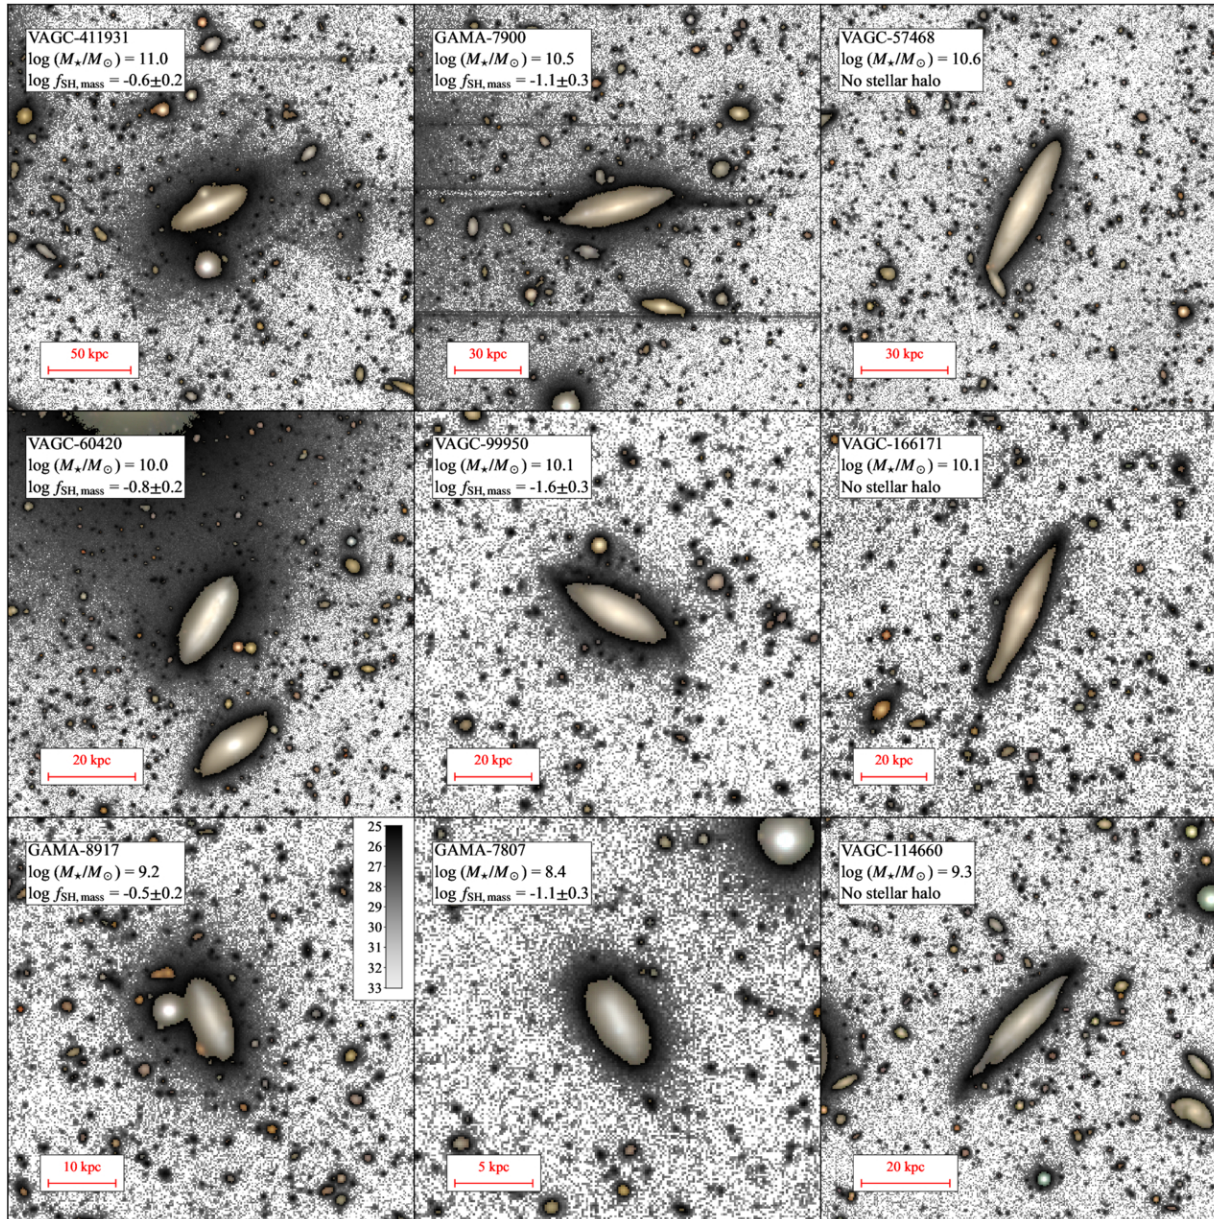 VAGC-411931
log (M⋆/M⊙) = 11.0
log fSH, mass = -0.6±0.2
50 kpc
GAMA-7900
log (M⋆/M⊙) = 10.5
log fSH, mass = -1.1±0.3
30 kpc
VAGC-57468
log (M⋆/M⊙) = 10.6
No stellar halo
30 kpc
VAGC-60420
log (M⋆/M⊙) = 10.0
log fSH, mass = -0.8±0.2
20 kpc
VAGC-99950
log (M⋆/M⊙) = 10.1
log fSH, mass = -1.6±0.3
20 kpc
VAGC-166171
log (M⋆/M⊙) = 10.1
No stellar halo
20 kpc
GAMA-8917
log (M⋆/M⊙) = 9.2
log fSH, mass = -0.5±0.2
25
26
27
28
29
30
31
32
33
10 kpc
GAMA-7807
log (M⋆/M⊙) = 8.4
log fSH, mass = -1.1±0.3
5 kpc
VAGC-114660
log (M⋆/M⊙) = 9.3
No stellar halo
20 kpc